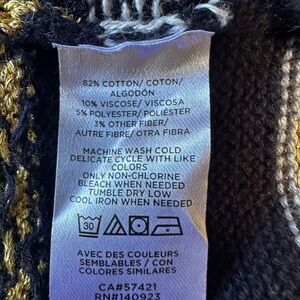 82% COTTON/ COTON/
ALGODÓN
10% VISCOSE/ VISCOSA
5% POLYESTER/ POLIÉSTER
3% OTHER FIBER/
AUTRE FIBRE/ OTRA FIBRA
MACHINE WASH COLD
DELICATE CYCLE WITH LIKE
COLORS
ONLY NON-CHLORINE
BLEACH WHEN NEEDED
TUMBLE DRY LOW
COOL IRON WHEN NEEDED
30
AVEC DES COULEURS
SEMBLABLES / CON
COLORES SIMILARES
CA#57421
RN#140923